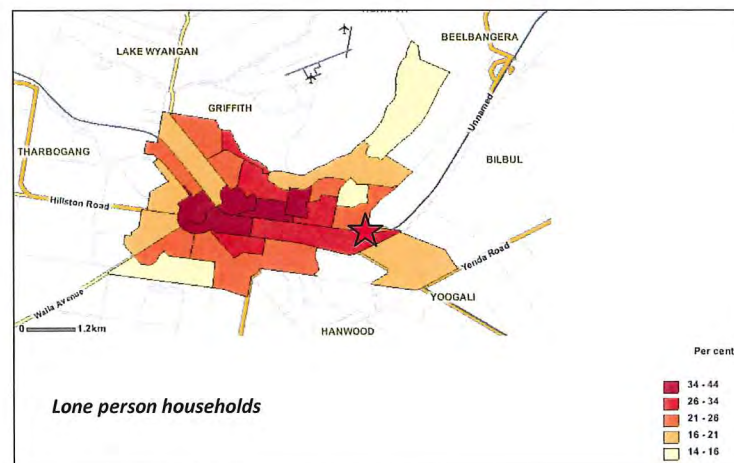 BEELBANGERA
LAKE WYANGAN
GRIFFITH
Unnamed
THARBOGANG
BILBUL
Hillston Road
Yenda Road
Walla Avenue
YOOGALI
0 1.2km
HANWOOD
Per cent
Lone person households
34 - 44
26 - 34
21 - 26
16 - 21
14 - 16